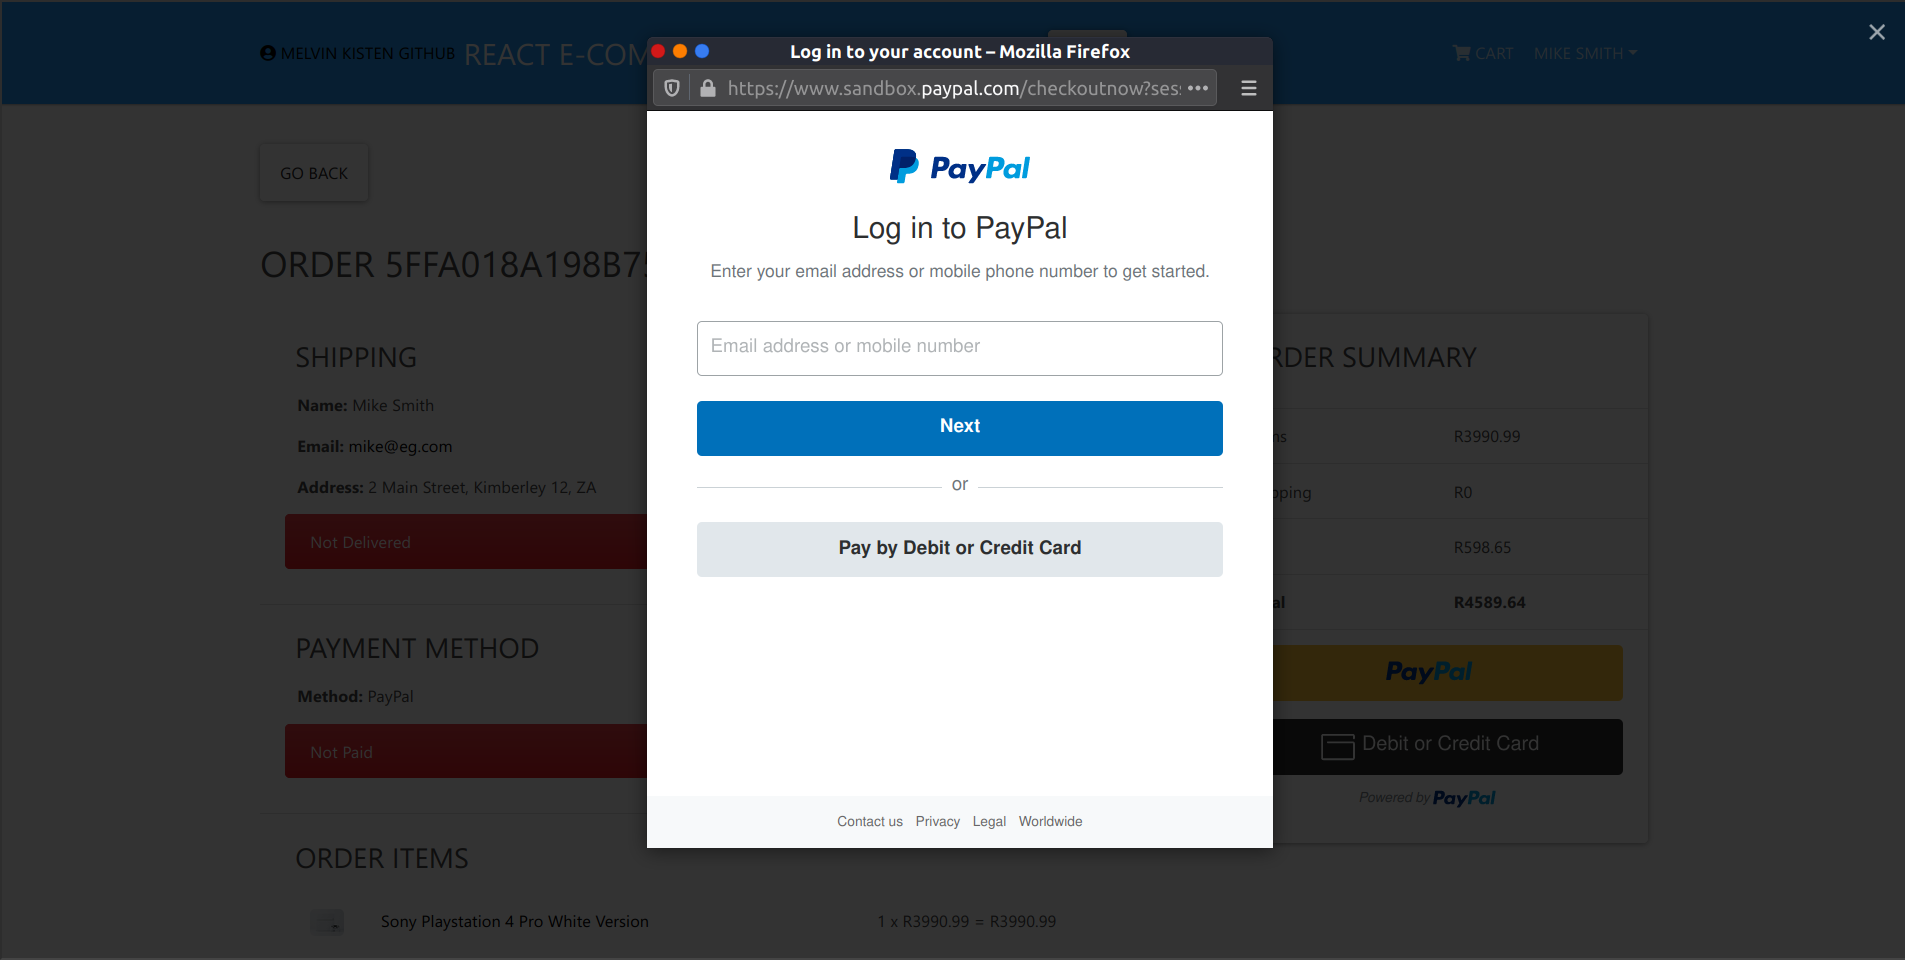 MELVIN KISTEN GITHUB REACT E-COM
CART MIKE SMITH
Log in to your account – Mozilla Firefox
https://www.sandbox.paypal.com/checkoutnow?ses
PayPal
Log in to PayPal
Enter your email address or mobile phone number to get started.
Email address or mobile number
Next
or
Pay by Debit or Credit Card
Contact us Privacy Legal Worldwide
GO BACK
ORDER 5FFA018A198B75
SHIPPING
Name: Mike Smith
Email: mike@eg.com
Address: 2 Main Street, Kimberley 12, ZA
Not Delivered
PAYMENT METHOD
Method: PayPal
Not Paid
ORDER ITEMS
Sony Playstation 4 Pro White Version 1 x R3990.99 = R3990.99
RDER SUMMARY
ns R3990.99
pping R0
R598.65
al R4589.64
PayPal
Debit or Credit Card
Powered by PayPal